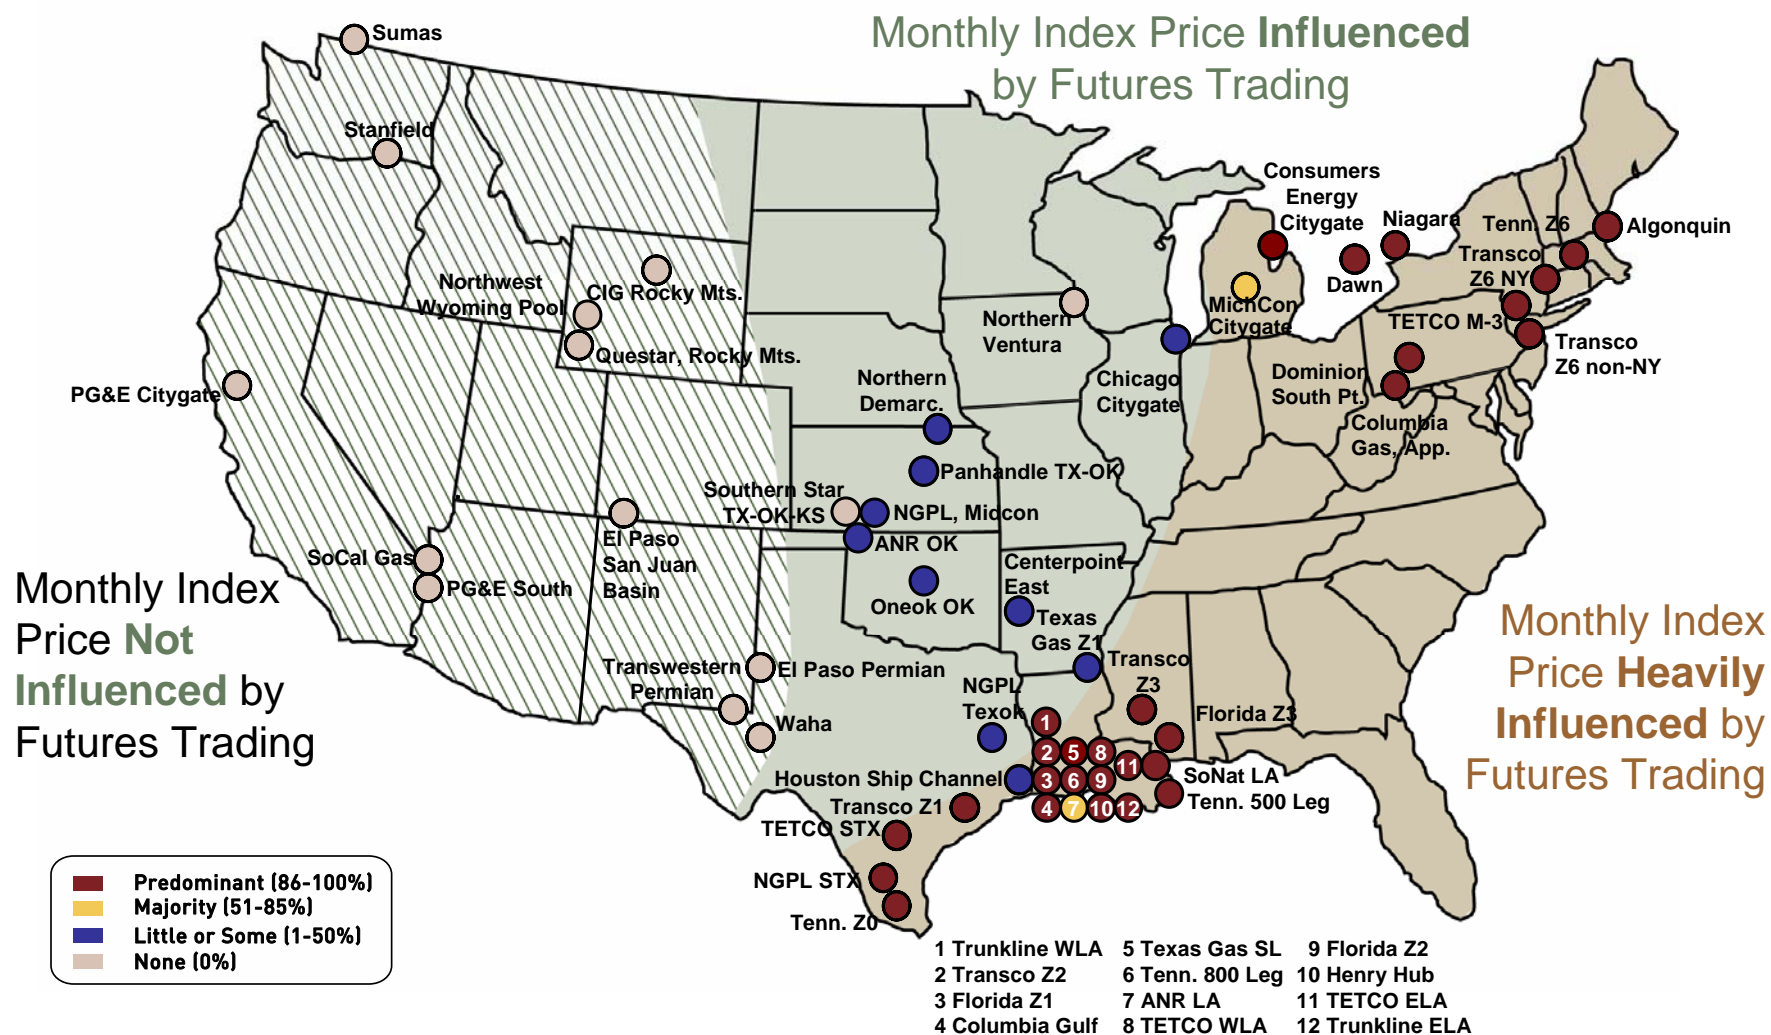 Monthly Index Price Influenced
by Futures Trading
Sumas
Stanfield
Consumers
Energy
Citygate
Niagara
Tenn. Z6
Algonquin
Transco
Z6 NY
Dawn
Northwest
Wyoming Pool
CIG Rocky Mts.
MichCon
Citygate
Northern
Ventura
TETCO M-3
Transco
Z6 non-NY
Questar, Rocky Mts.
PG&E Citygate
Northern
Demarc.
Chicago
Citygate
Dominion
South Pt.
Columbia
Gas, App.
Panhandle TX-OK
Southern Star
TX-OK-KS
NGPL, Midcon
ANR OK
El Paso
San Juan
Basin
SoCal Gas
PG&E South
Centerpoint
East
Oneok OK
Texas
Gas Z1
Monthly Index
Price Not
Influenced by
Futures Trading
Monthly Index
Price Heavily
Influenced by
Futures Trading
Transwestern
Permian
El Paso Permian
Waha
NGPL
Texok
Transco
Z3
Florida Z3
1
2 5 8
11
3 6 9
4 7 10 12
Houston Ship Channel
SoNat LA
Tenn. 500 Leg
Transco Z1
TETCO STX
NGPL STX
Tenn. Z0
Predominant (86-100%)
Majority (51-85%)
Little or Some (1-50%)
None (0%)
1 Trunkline WLA 5 Texas Gas SL 9 Florida Z2
2 Transco Z2 6 Tenn. 800 Leg 10 Henry Hub
3 Florida Z1 7 ANR LA 11 TETCO ELA
4 Columbia Gulf 8 TETCO WLA 12 Trunkline ELA